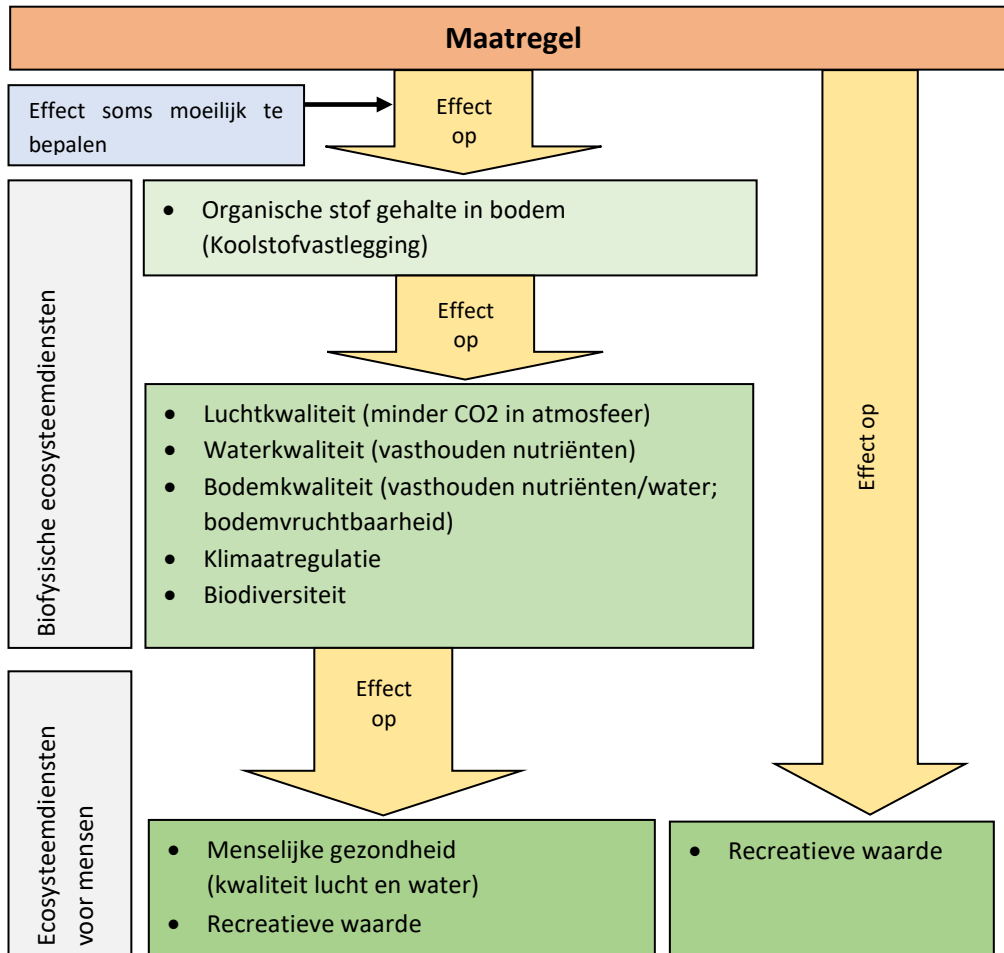 Maatregel
Effect soms moeilijk te
bepalen
Effect
op
Biofysische ecosysteemdiensten
• Organische stof gehalte in bodem
(Koolstofvastlegging)
Effect
op
• Luchtkwaliteit (minder CO2 in atmosfeer)
• Waterkwaliteit (vasthouden nutriënten)
• Bodemkwaliteit (vasthouden nutriënten/water;
bodemvruchtbaarheid)
• Klimaatregulatie
• Biodiversiteit
Effect op
Effect
op
Ecosysteemdiensten
voor mensen
• Menselijke gezondheid
(kwaliteit lucht en water)
• Recreatieve waarde
• Recreatieve waarde